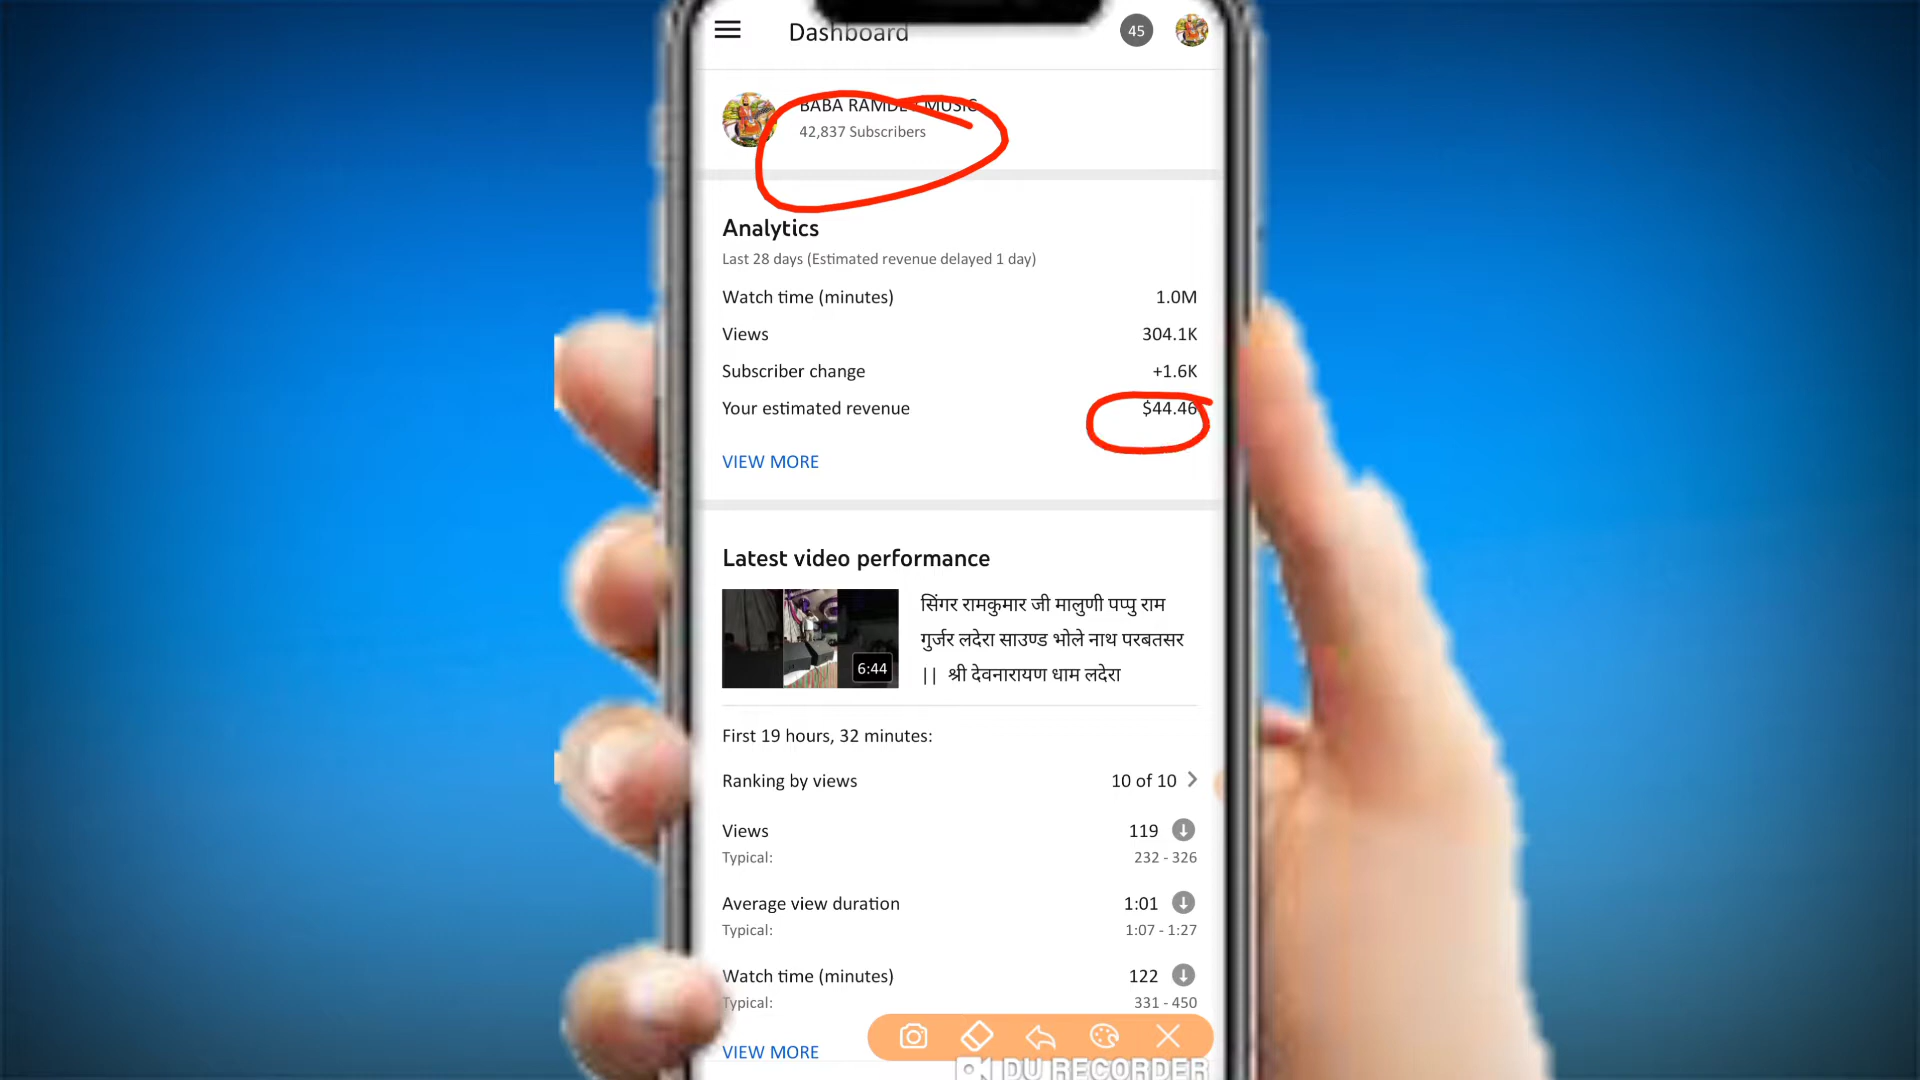 Dashboard
45
BABA RAMDEV MUSIC
42,837 Subscribers
Analytics
Last 28 days (Estimated revenue delayed 1 day)
Watch time (minutes) 1.0M
Views 304.1K
Subscriber change +1.6K
Your estimated revenue $44.46
VIEW MORE
Latest video performance
6:44
सिंगर रामकुमार जी मालुणी पप्पु राम
गुर्जर लदेरा साउण्ड भोले नाथ परबतसर
|| श्री देवनारायण धाम लदेरा
First 19 hours, 32 minutes:
Ranking by views 10 of 10
Views 119
Typical: 232 - 326
Average view duration 1:01
Typical: 1:07 - 1:27
Watch time (minutes) 122
Typical: 331 - 450
VIEW MORE
DU RECORDER